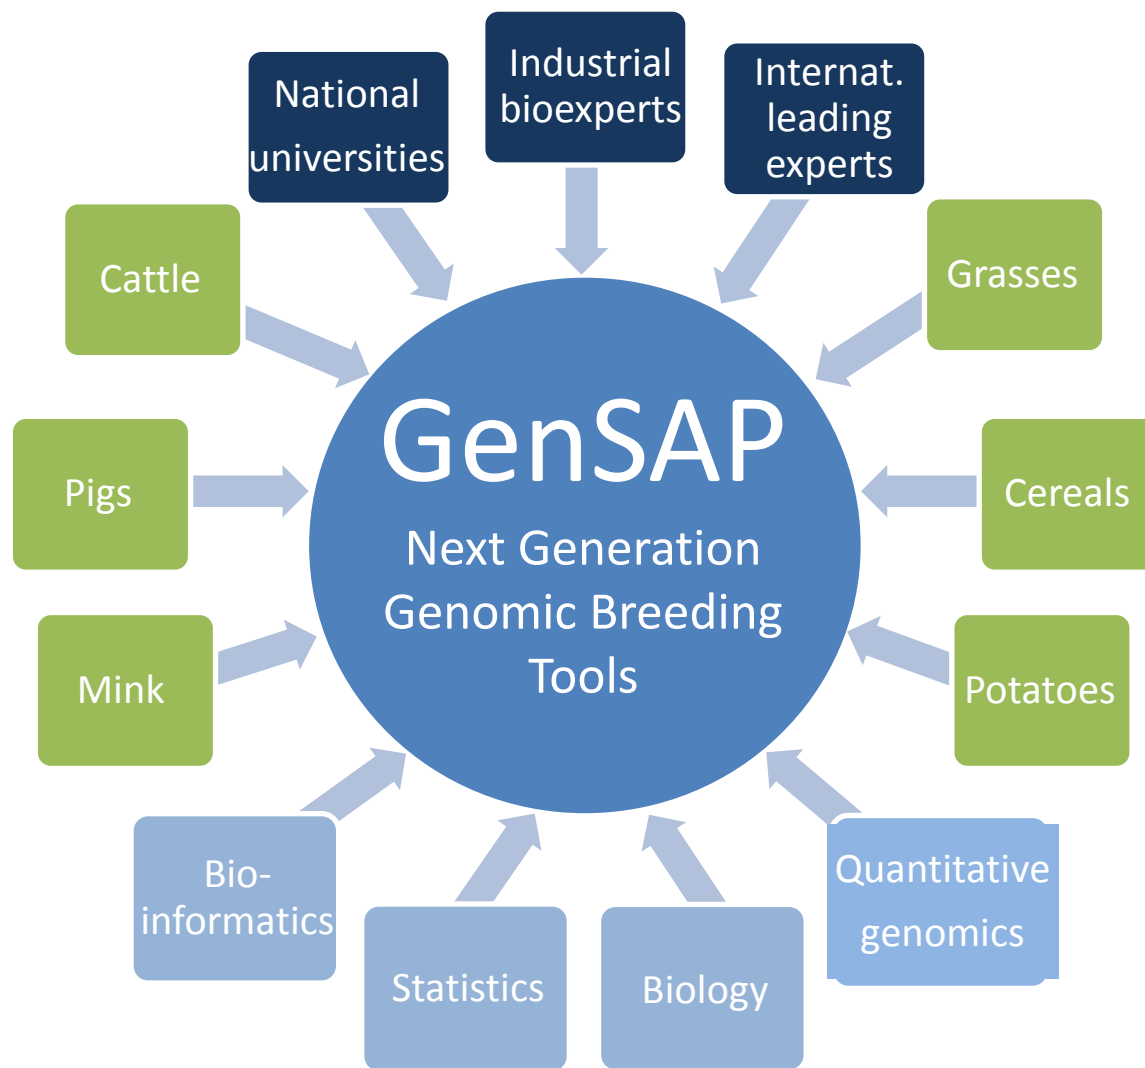 National
universities
Industrial
bioexperts
Internat.
leading
experts
Cattle
Grasses
Pigs
Cereals
Mink
Potatoes
GenSAP
Next Generation
Genomic Breeding
Tools
Bio-
informatics
Statistics
Biology
Quantitative
genomics